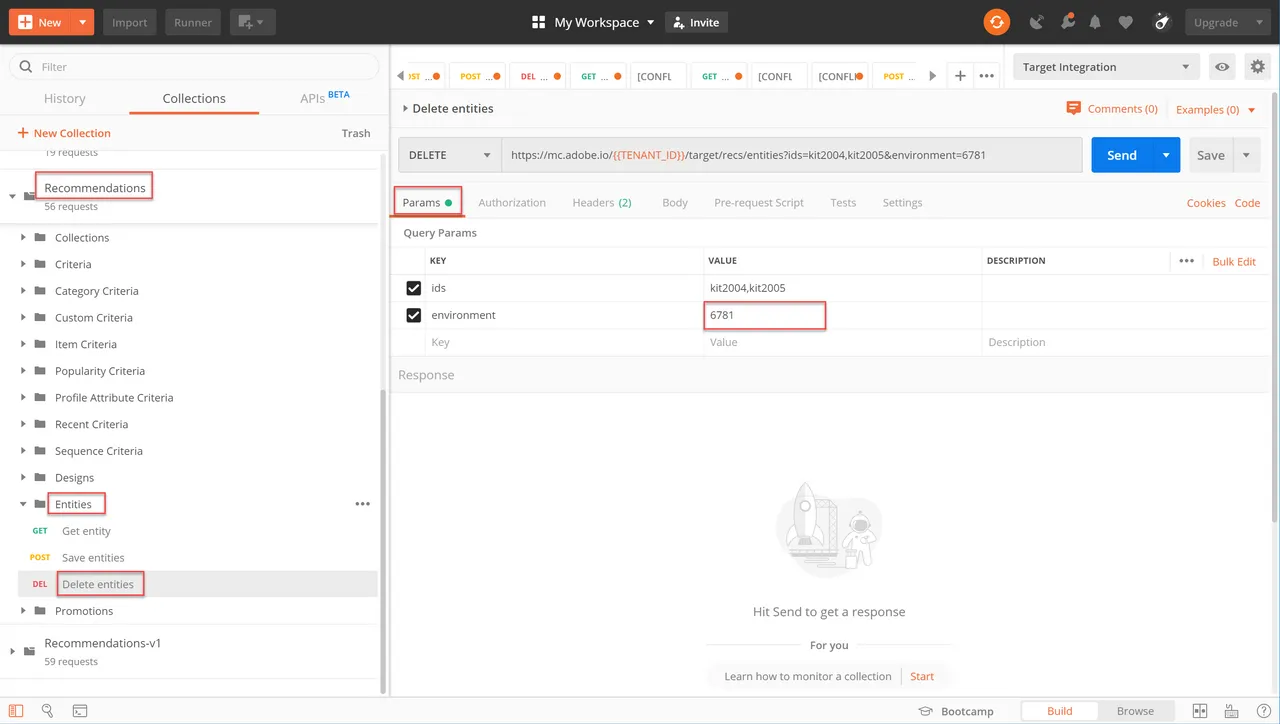 New Import Runner My Workspace Invite Upgrade
Filter
History Collections APIs BETA
+ New Collection Trash
19 requests
Recommendations
56 requests
Collections
Criteria
Category Criteria
Custom Criteria
Item Criteria
Popularity Criteria
Profile Attribute Criteria
Recent Criteria
Sequence Criteria
Designs
Entities
GET Get entity
POST Save entities
DEL Delete entities
Promotions
Recommendations-v1
59 requests
OST ... POST ... DEL ... GET ... [CONFL GET ... [CONFL [CONFL POST ... Target Integration
Delete entities Comments (0) Examples (0)
DELETE https://mc.adobe.io/{{TENANT_ID}}/target/recs/entities?ids=kit2004,kit2005&environment=6781 Send Save
Params Authorization Headers (2) Body Pre-request Script Tests Settings Cookies Code
Query Params
KEY VALUE DESCRIPTION Bulk Edit
ids kit2004,kit2005
environment 6781
Key Value Description
Response
Hit Send to get a response
For you
Learn how to monitor a collection Start
Bootcamp Build Browse